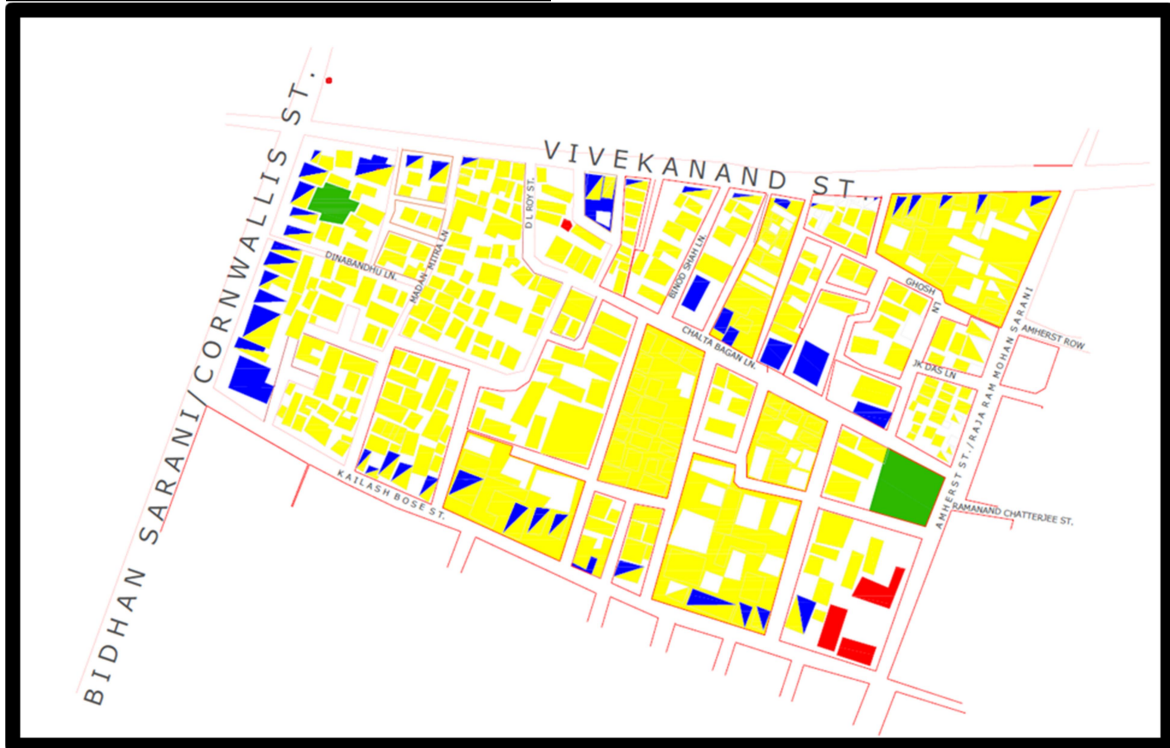 VIVEKANAND ST.
BIDHAN SARANI/CORNWALLIS ST.
D L ROY ST.
DINABANDHU LN.
MADAN MITRA LN
BINOD SHAH LN.
CHALTA BAGAN LN.
GHOSH LN
JK DAS LN
AMHERST ROW
AMHERST ST./RAJA RAM MOHAN SARANI
RAMANAND CHATTERJEE ST.
KAILASH BOSE ST.